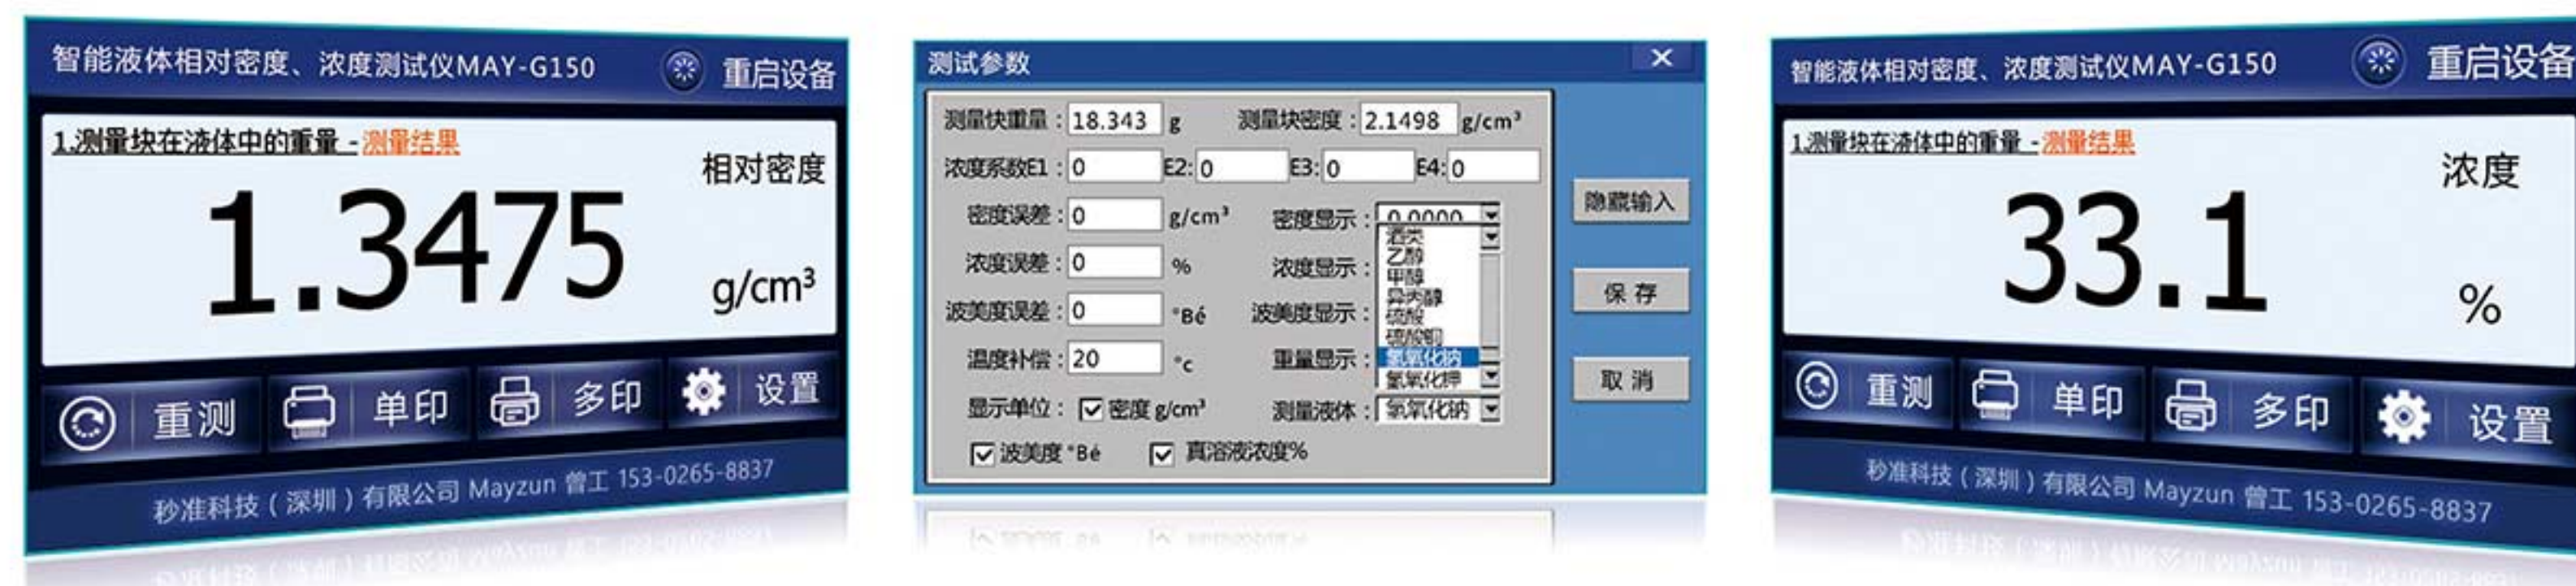 智能液体相对密度、浓度测试仪MAY-G150 重启设备
1.测量块在液体中的重量 -测量结果
相对密度
1.3475
g/cm³
重测 单印 多印 设置
秒准科技（深圳）有限公司 Mayzun 曾工 153-0265-8837
测试参数
测量快重量：18.343 g 测量块密度：2.1498 g/cm³
浓度系数E1：0 E2：0 E3：0 E4：0
密度误差：0 g/cm³ 密度显示：0.0000
酒类
乙醇
浓度误差：0 % 浓度显示：
甲醇
异丙醇
波美度误差：0 °Bé 波美度显示：
硫酸
硫酸铜
温度补偿：20 °c 重量显示：
氢氧化钠
氢氧化钾
显示单位：密度 g/cm³ 测量液体：氢氧化钠
波美度 °Bé 真溶液浓度%
隐藏输入
保存
取消
智能液体相对密度、浓度测试仪MAY-G150 重启设备
1.测量块在液体中的重量 -测量结果
浓度
33.1
%
重测 单印 多印 设置
秒准科技（深圳）有限公司 Mayzun 曾工 153-0265-8837